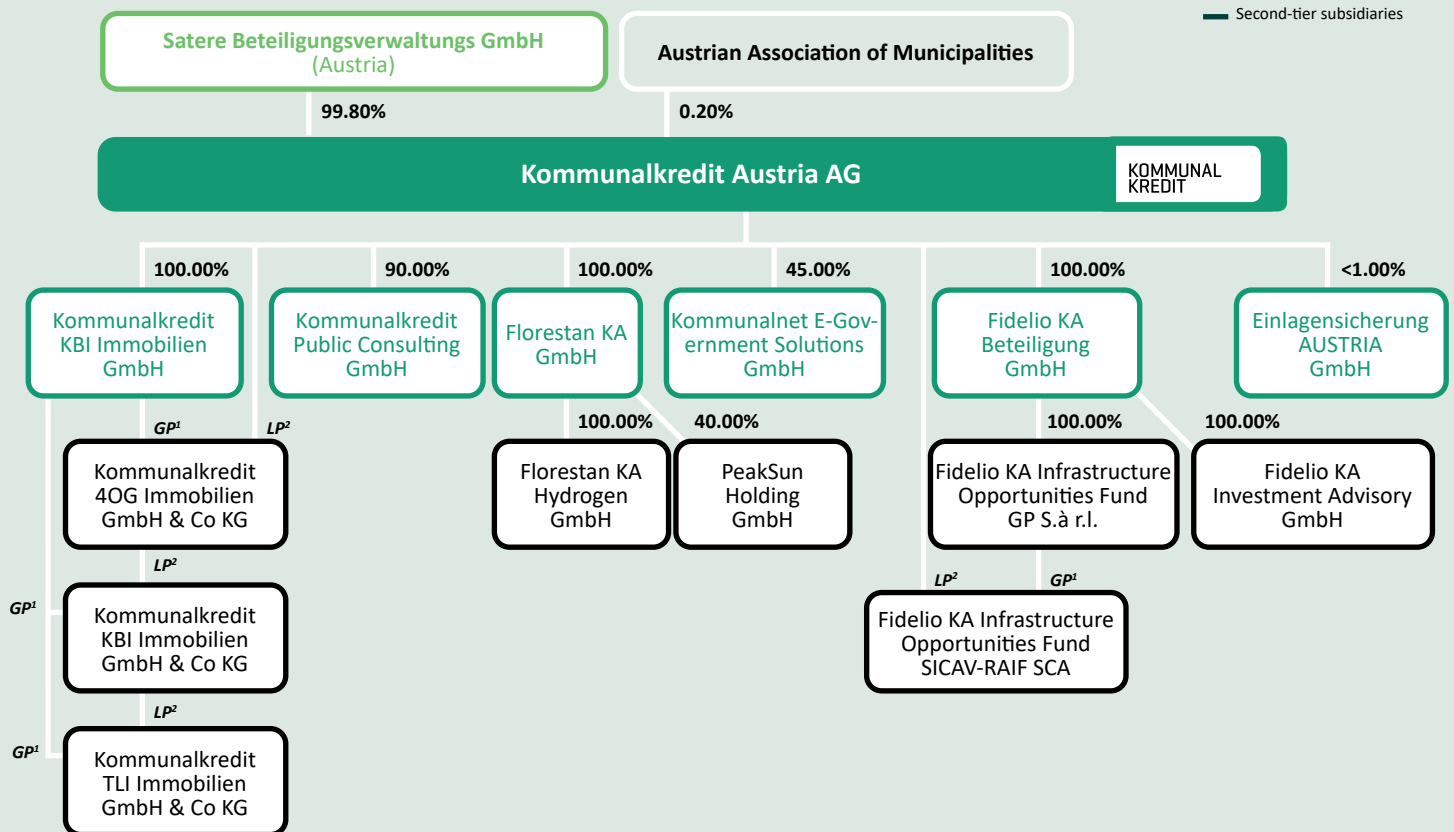 Second-tier subsidiaries
Satere Beteiligungsverwaltungs GmbH
(Austria)
Austrian Association of Municipalities
99.80%
0.20%
Kommunalkredit Austria AG
KOMMUNAL
KREDIT
100.00%
90.00%
100.00%
45.00%
100.00%
<1.00%
Kommunalkredit
KBI Immobilien
GmbH
Kommunalkredit
Public Consulting
GmbH
Florestan KA
GmbH
Kommunalnet E-Gov-
ernment Solutions
GmbH
Fidelio KA
Beteiligung
GmbH
Einlagensicherung
AUSTRIA
GmbH
GP¹
LP²
100.00%
40.00%
100.00%
100.00%
Kommunalkredit
4OG Immobilien
GmbH & Co KG
Florestan KA
Hydrogen
GmbH
PeakSun
Holding
GmbH
Fidelio KA Infrastructure
Opportunities Fund
GP S.à r.l.
Fidelio KA
Investment Advisory
GmbH
LP²
LP²
GP¹
GP¹
Kommunalkredit
KBI Immobilien
GmbH & Co KG
Fidelio KA Infrastructure
Opportunities Fund
SICAV-RAIF SCA
LP²
GP¹
Kommunalkredit
TLI Immobilien
GmbH & Co KG